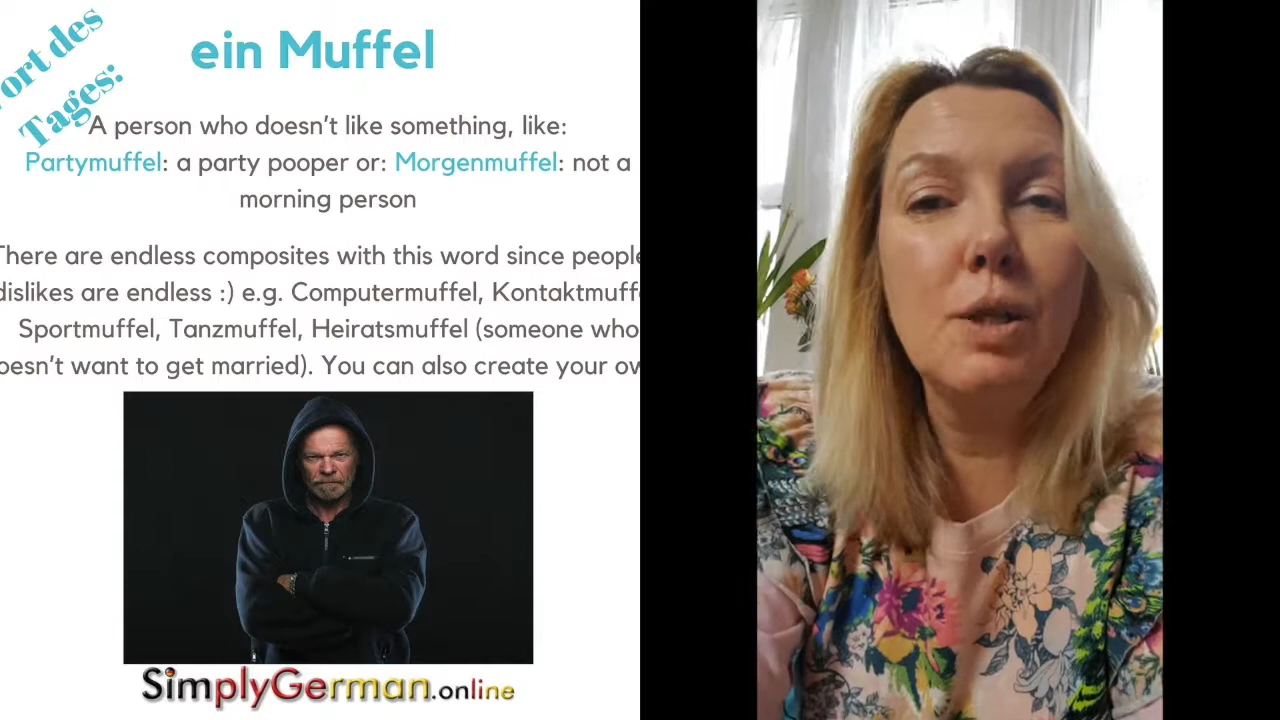 des
Tages:
ein Muffel
A person who doesn't like something, like:
Partymuffel: a party pooper or: Morgenmuffel: not a
morning person
There are endless composites with this word since people
dislikes are endless :) e.g. Computermuffel,
Sportmuffel, Tanzmuffel, Heiratsmuffel (someone who
want to get married). You can also create your
SimplyGerman.online